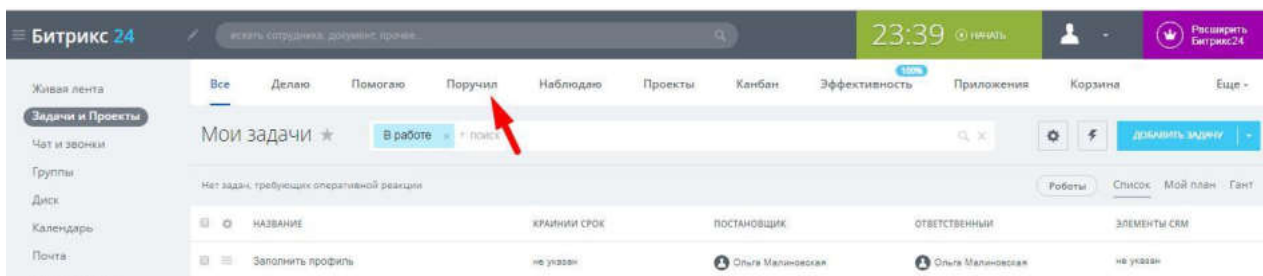 Битрикс 24
искать сотрудника, документ, прочее...
23:39 НАЧАТЬ
Расширить
Битрикс24
Живая лента
Задачи и Проекты
Чат и звонки
Группы
Диск
Календарь
Почта
Все Делаю Помогаю Поручил Наблюдаю Проекты Канбан Эффективность 100% Приложения Корзина Еще
Мои задачи В работе × + поиск ДОБАВИТЬ ЗАДАЧУ
Нет задач, требующих оперативной реакции Роботы Список Мой план Гант
НАЗВАНИЕ КРАЙНИЙ СРОК ПОСТАНОВЩИК ОТВЕТСТВЕННЫЙ ЭЛЕМЕНТЫ CRM
Заполнить профиль не указан Ольга Малиновская Ольга Малиновская не указан